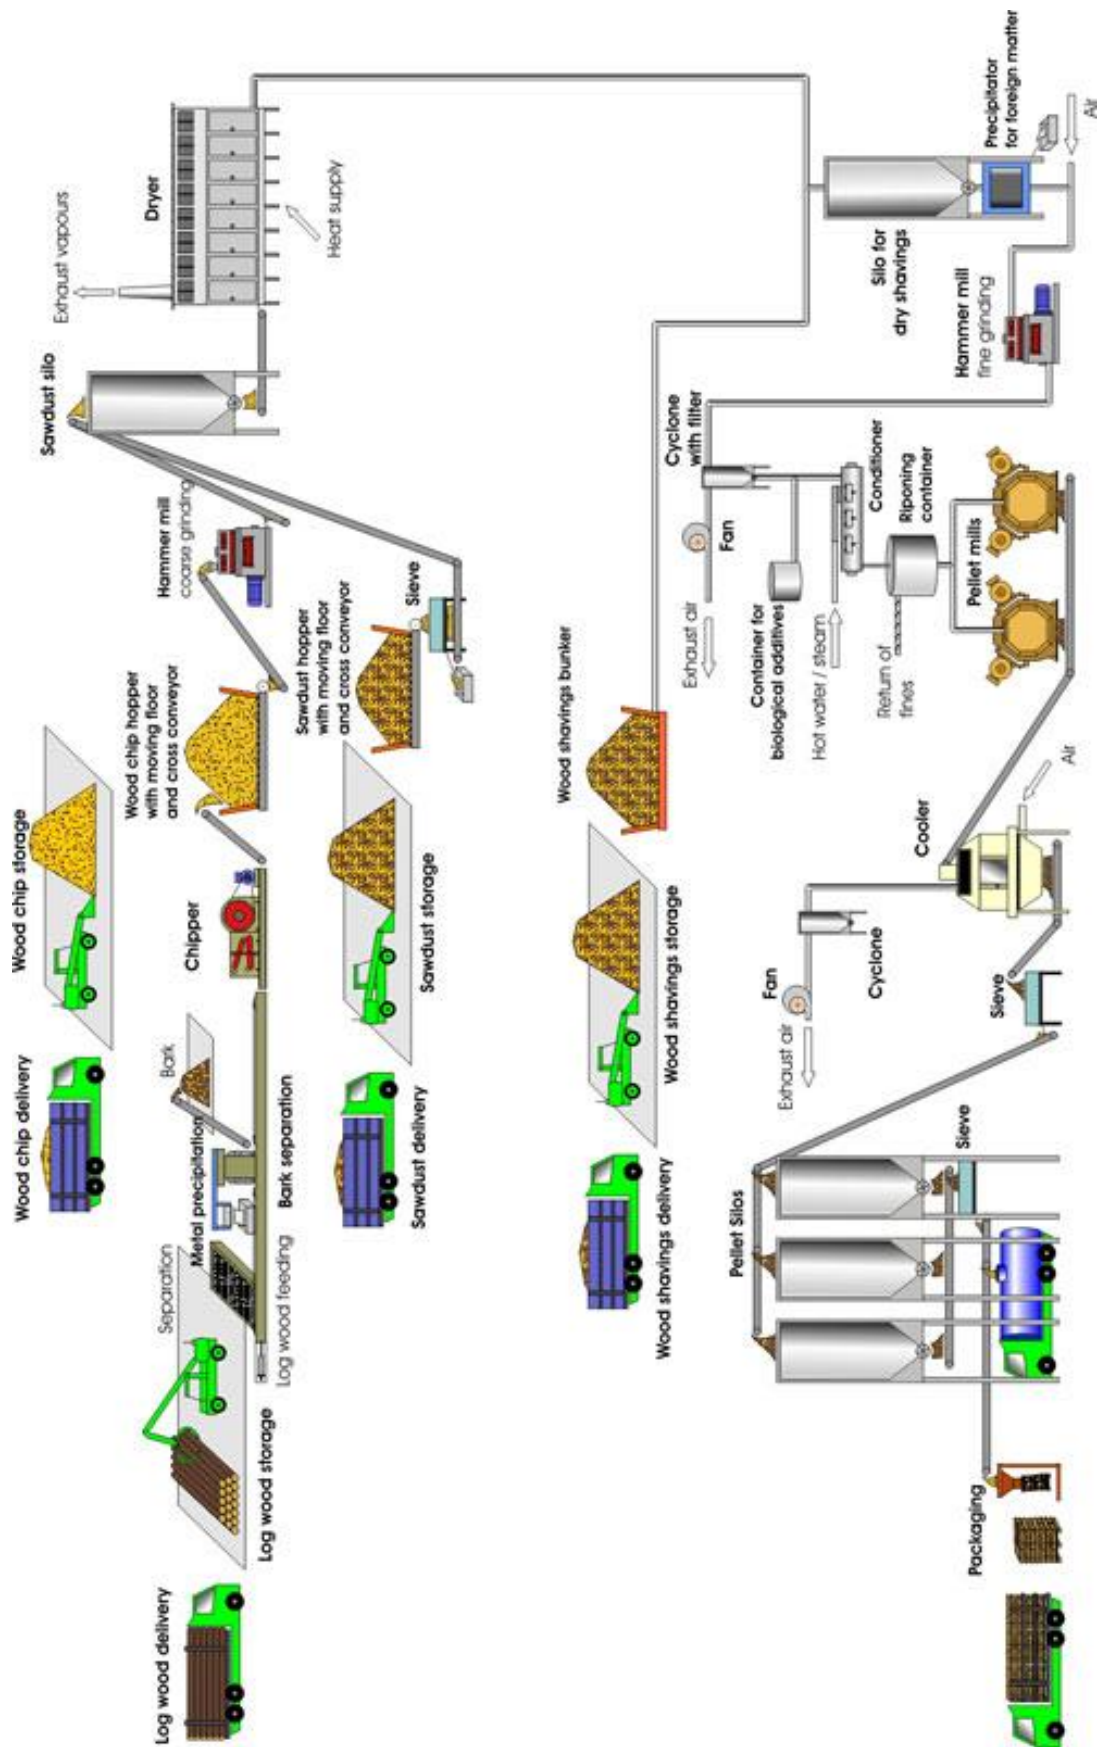 Wood chip delivery
Wood chip storage
Sawdust silo
Exhaust vapours
Dryer
Heat supply
Log wood delivery
Log wood storage
Separation
Metal precipitation
Bark
Log wood feeding
Bark separation
Chipper
Wood chip hopper
with moving floor
and cross conveyor
Hammer mill
coarse grinding
Sawdust delivery
Sawdust storage
Sawdust hopper
with moving floor
and cross conveyor
Sieve
Wood shavings delivery
Wood shavings storage
Wood shavings bunker
Cyclone
with filter
Fan
Exhaust air
Container for
biological additives
Hot water / steam
Conditioner
Riponing
container
Return of
fines
Pellet mills
Silo for
dry shavings
Hammer mill
fine grinding
Precipitator
for foreign matter
Air
Pellet Silos
Sieve
Exhaust air
Fan
Cyclone
Sieve
Cooler
Air
Packaging